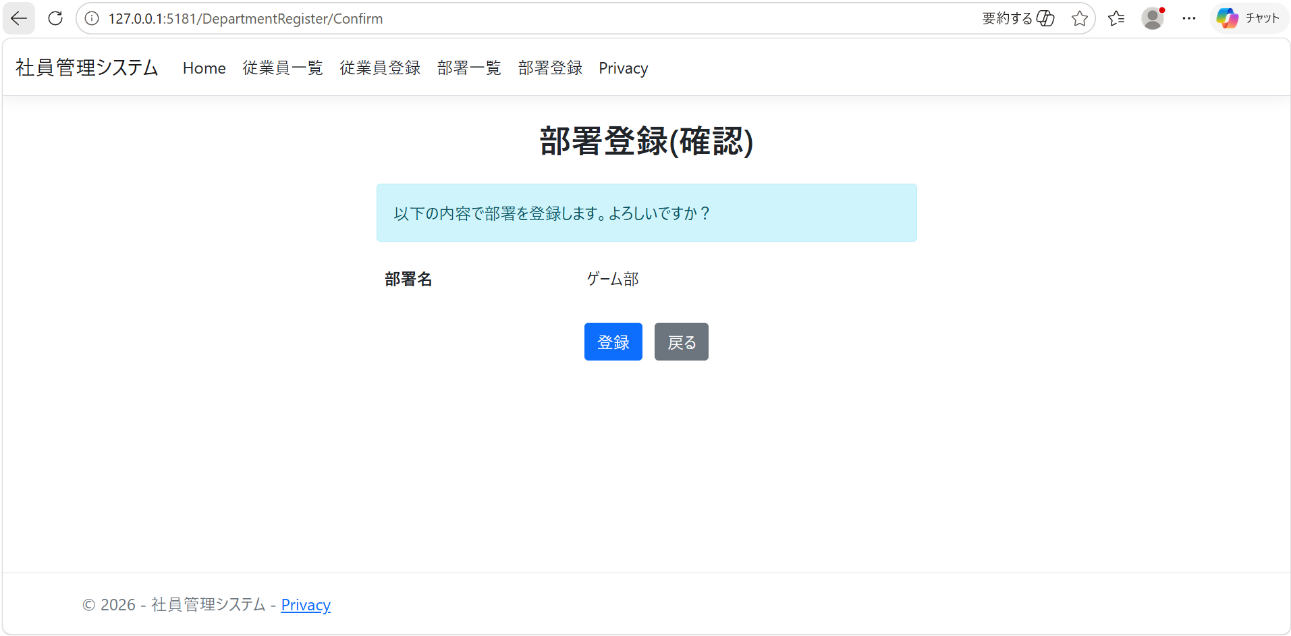 127.0.0.1:5181/DepartmentRegister/Confirm 要約する チャット
社員管理システム Home 従業員一覧 従業員登録 部署一覧 部署登録 Privacy
部署登録(確認)
以下の内容で部署を登録します。よろしいですか？
部署名 ゲーム部
登録 戻る
© 2026 - 社員管理システム - Privacy